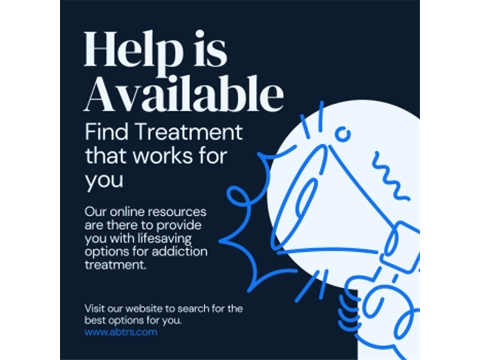 Help is
Available
Find Treatment
that works for
you
Our online resources
are there to provide
you with lifesaving
options for addiction
treatment.
Visit our website to search for the
best options for you.
www.abtrs.com